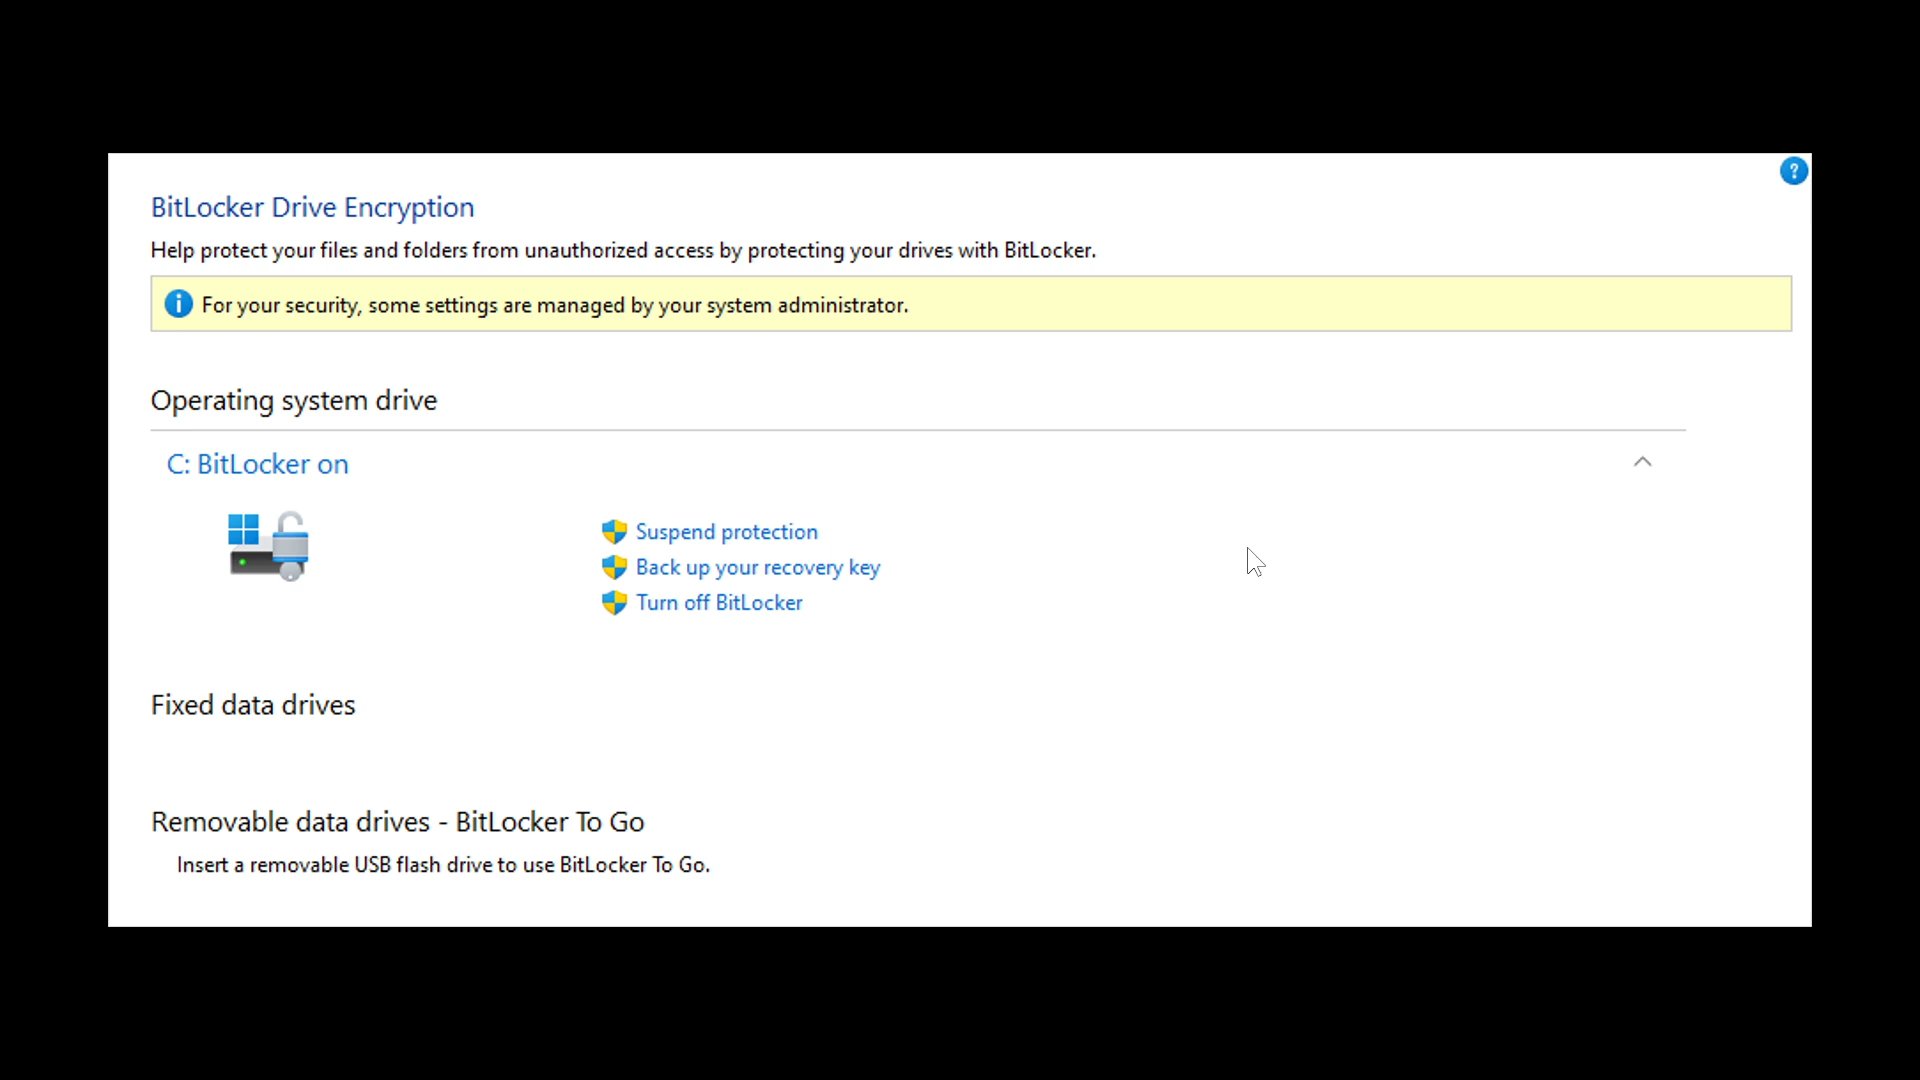 ?
BitLocker Drive Encryption
Help protect your files and folders from unauthorized access by protecting your drives with BitLocker.
i For your security, some settings are managed by your system administrator.
Operating system drive
C: BitLocker on
Suspend protection
Back up your recovery key
Turn off BitLocker
Fixed data drives
Removable data drives - BitLocker To Go
Insert a removable USB flash drive to use BitLocker To Go.